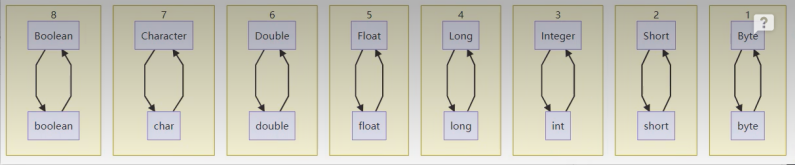 8
Boolean
boolean
7
Character
char
6
Double
double
5
Float
float
4
Long
long
3
Integer
int
2
Short
short
1
?
Byte
byte